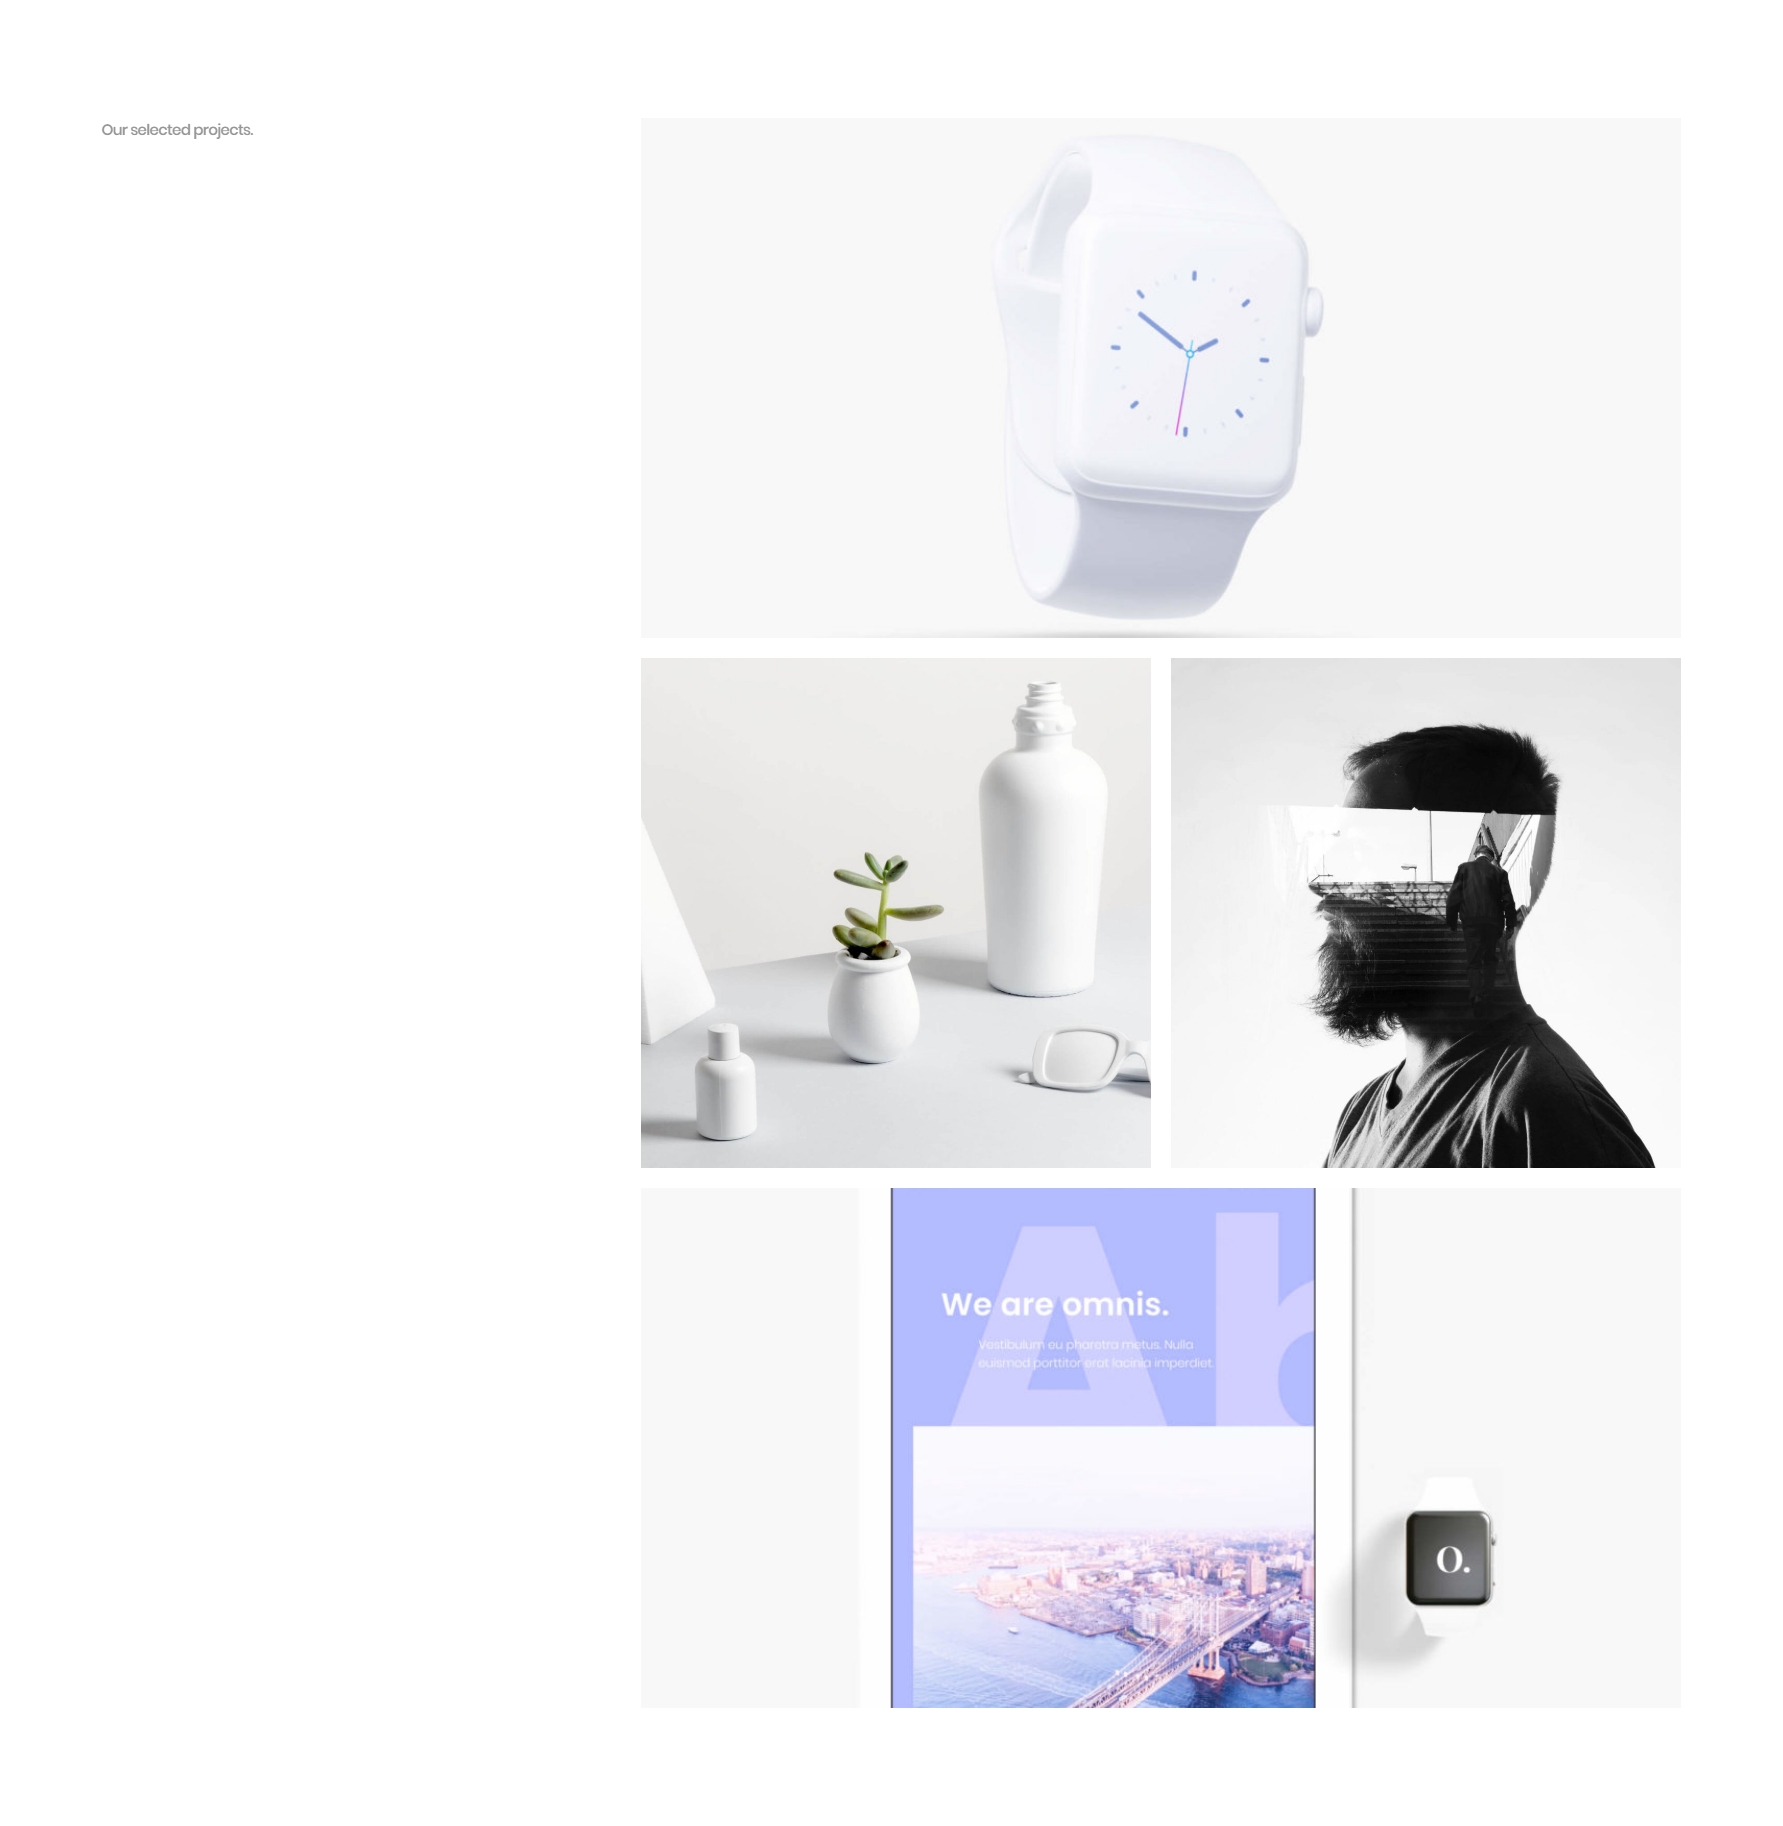 Our selected projects.
Ab
We are omnis.
Vestibulum eu pharetra metus. Nulla
euismod porttitor erat lacinia imperdiet.
O.